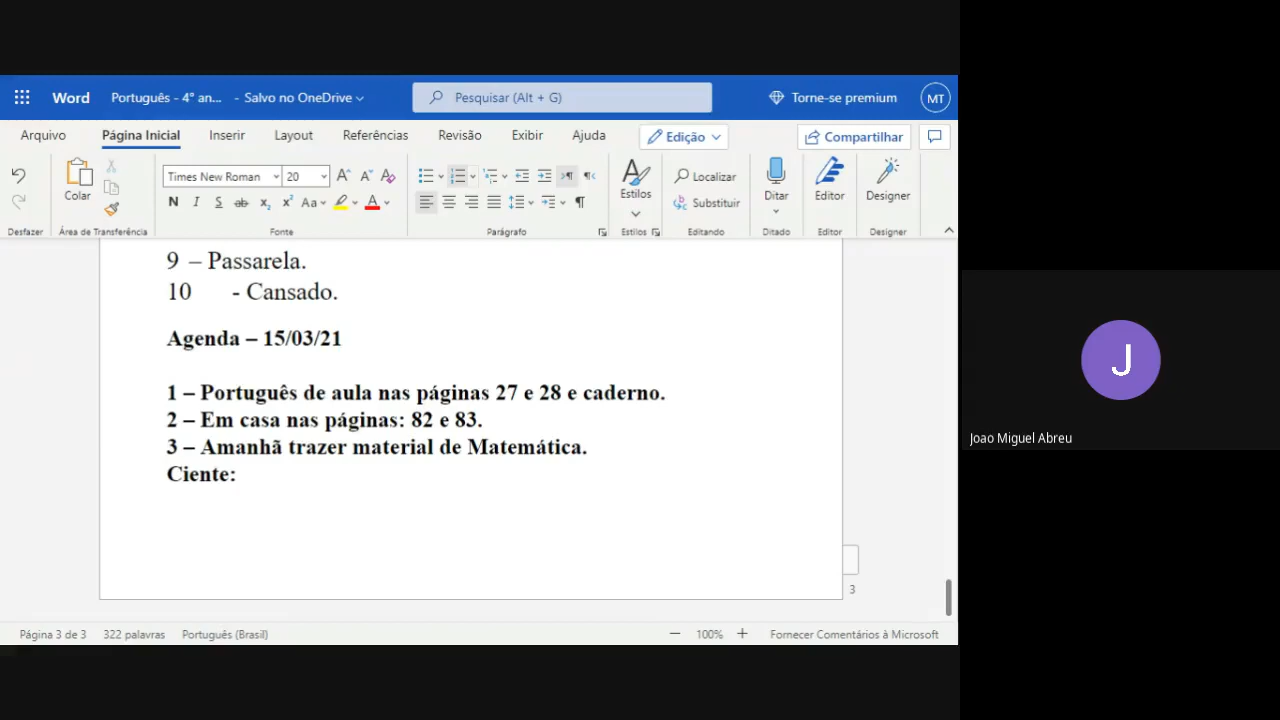 Word Português - 4° an... - Salvo no OneDrive Pesquisar (Alt + G) Torne-se premium MT
Arquivo Página Inicial Inserir Layout Referências Revisão Exibir Ajuda Edição Compartilhar
Colar Times New Roman 20 Estilos Localizar Substituir Ditar Editor Designer
Desfazer Área de Transferência Fonte Parágrafo Estilos Editando Ditado Editor Designer
9 – Passarela.
10 - Cansado.
Agenda – 15/03/21
1 – Português de aula nas páginas 27 e 28 e caderno.
2 – Em casa nas páginas: 82 e 83.
3 – Amanhã trazer material de Matemática.
Ciente:
3
Página 3 de 3 322 palavras Português (Brasil) 100% Fornecer Comentários à Microsoft
J
Joao Miguel Abreu